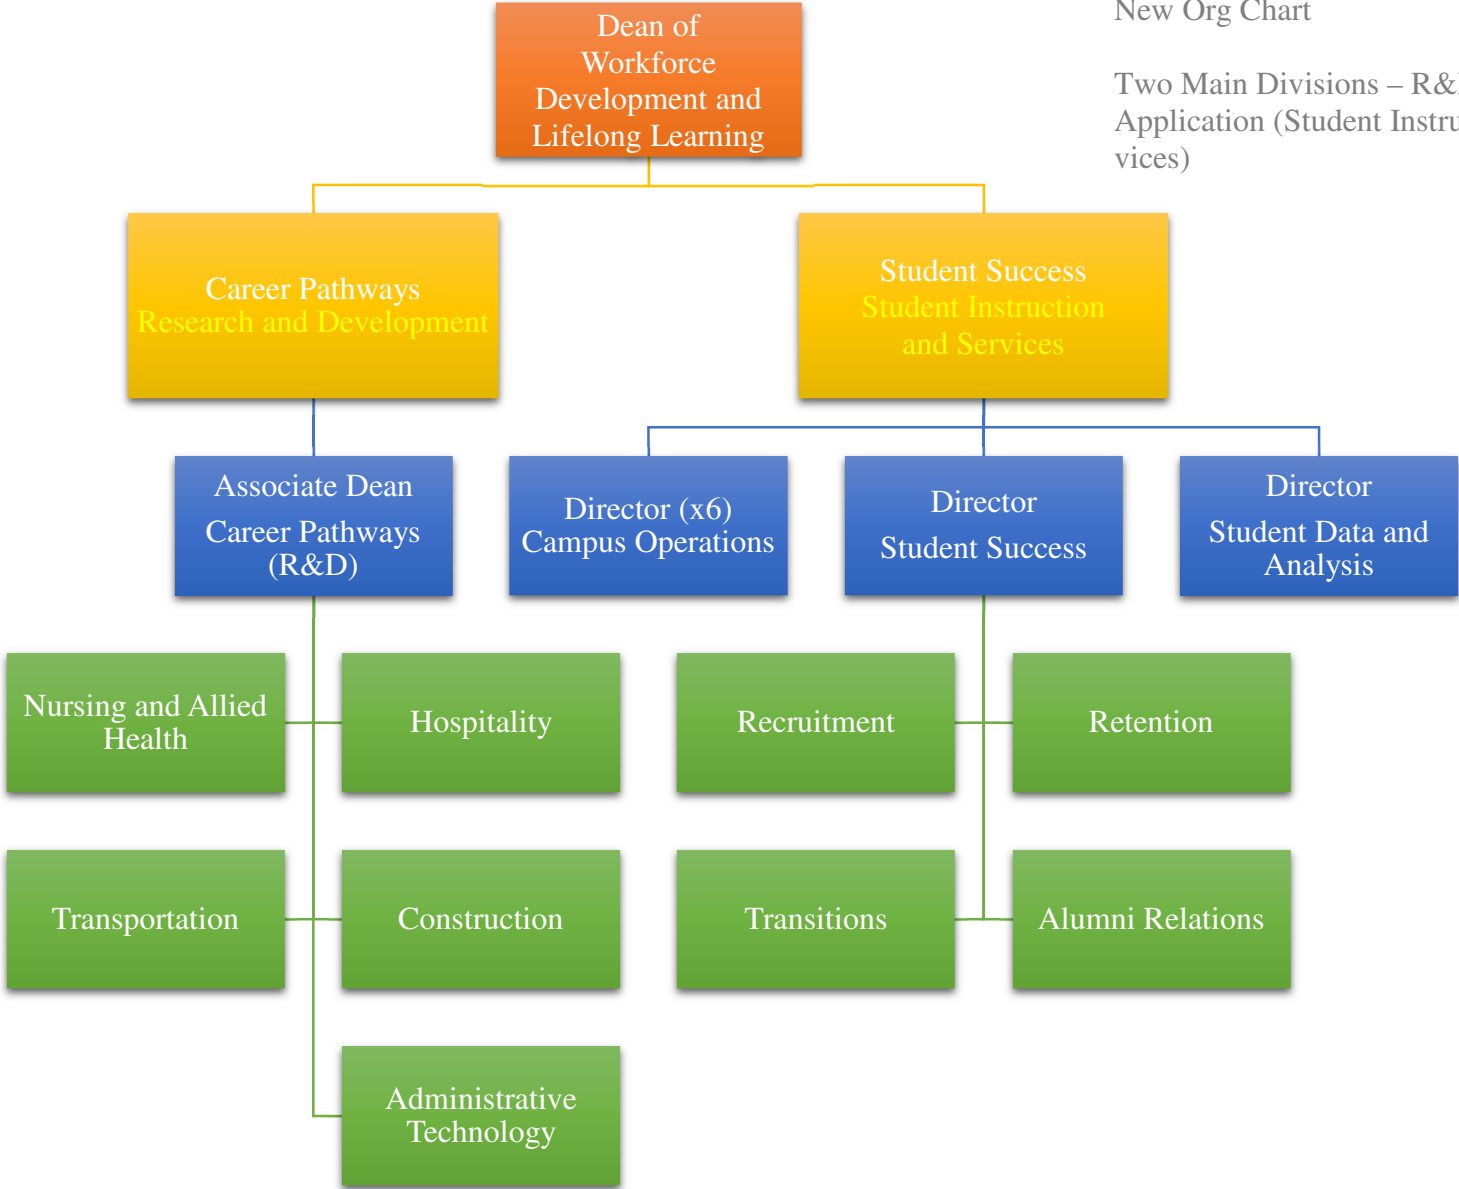 New Org Chart
Two Main Divisions – R&
Application (Student Instru
vices)
Dean of
Workforce
Development and
Lifelong Learning
Career Pathways
Research and Development
Student Success
Student Instruction
and Services
Associate Dean
Career Pathways
(R&D)
Director (x6)
Campus Operations
Director
Student Success
Director
Student Data and
Analysis
Nursing and Allied
Health
Hospitality
Recruitment
Retention
Transportation
Construction
Transitions
Alumni Relations
Administrative
Technology